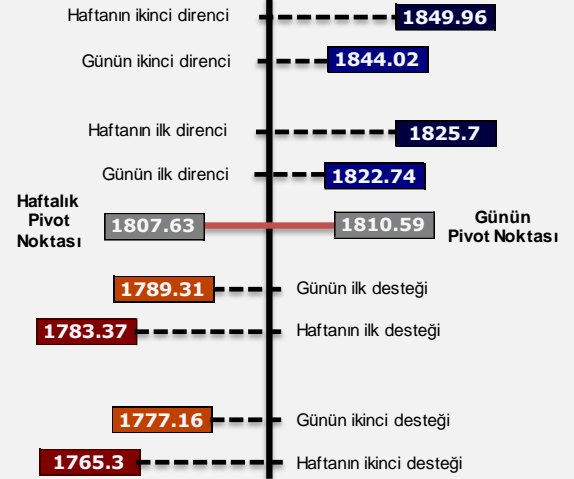 Haftanın ikinci direnci 1849.96
Günün ikinci direnci 1844.02
Haftanın ilk direnci 1825.7
Günün ilk direnci 1822.74
Haftalık
Pivot
Noktası
1807.63 1810.59
Günün
Pivot Noktası
1789.31 Günün ilk desteği
1783.37 Haftanın ilk desteği
1777.16 Günün ikinci desteği
1765.3 Haftanın ikinci desteği